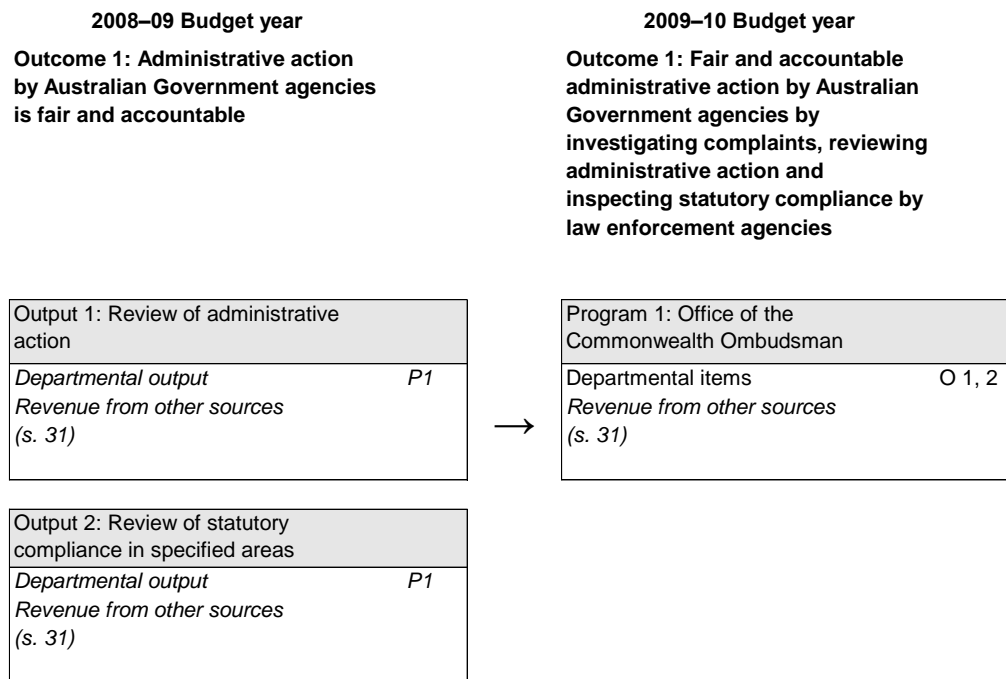 2008–09 Budget year
Outcome 1: Administrative action
by Australian Government agencies
is fair and accountable
Output 1: Review of administrative
action
Departmental output P1
Revenue from other sources
(s. 31)
Output 2: Review of statutory
compliance in specified areas
Departmental output P1
Revenue from other sources
(s. 31)
→
2009–10 Budget year
Outcome 1: Fair and accountable
administrative action by Australian
Government agencies by
investigating complaints, reviewing
administrative action and
inspecting statutory compliance by
law enforcement agencies
Program 1: Office of the
Commonwealth Ombudsman
Departmental items O 1, 2
Revenue from other sources
(s. 31)